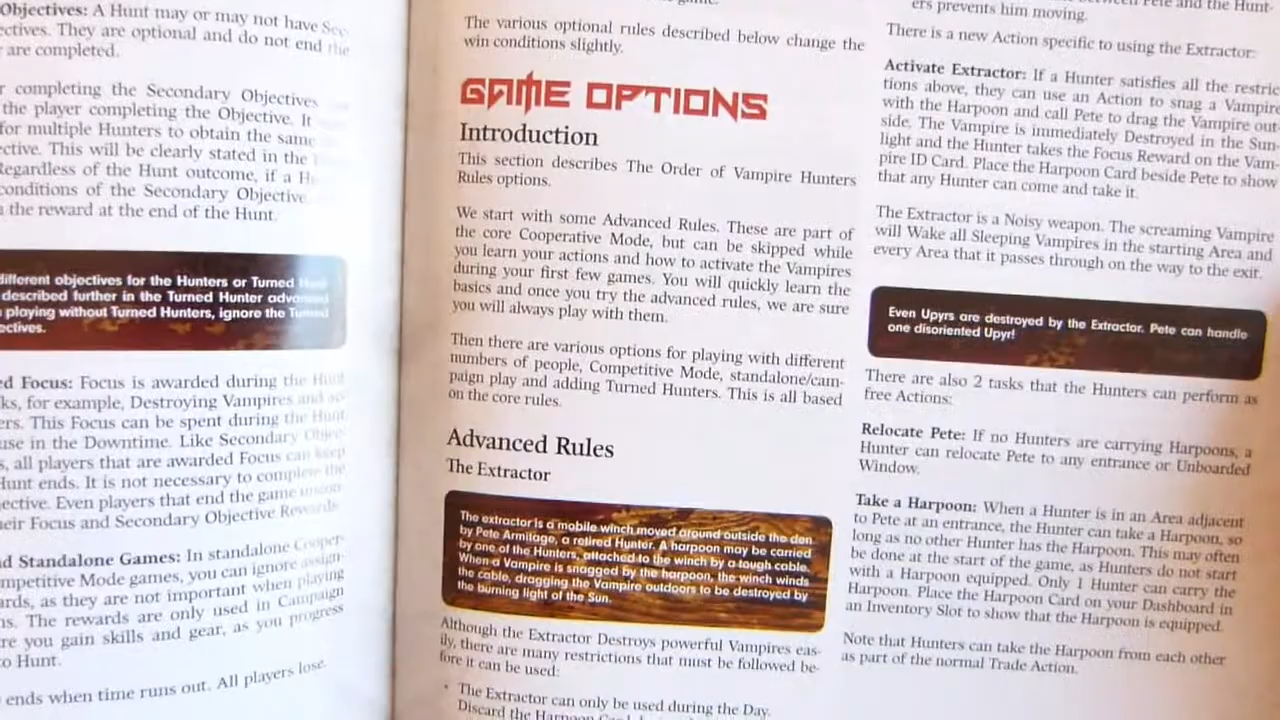 Objectives: A Hunt may or may not have
ectives. They are optional and do not end the
are completed.
r completing the Secondary Objectives
the player completing the Objective. It
for multiple Hunters to obtain the same
ective. This will be clearly stated in the
Regardless of the Hunt outcome, if a
conditions of the Secondary Objective
the reward at the end of the Hunt.
different objectives for the Hunters or Turned
described further in the Turned Hunter advanced
playing without Turned Hunters, ignore the Turned
ectives.
ed Focus: Focus is awarded during the Hunt
ks, for example, Destroying Vampires and
ers. This Focus can be spent during the Hunt
use in the Downtime. Like Secondary
s, all players that are awarded Focus can keep
Hunt ends. It is not necessary to complete the
jective. Even players that end the game
heir Focus and Secondary Objective Rewards
d Standalone Games: In standalone Cooper-
mpetitive Mode games, you can ignore assign-
ards, as they are not important when playing
s. The rewards are only used in Campaign
re you gain skills and gear, as you progress
to Hunt.
ends when time runs out. All players lose.
The various optional rules described below change the
win conditions slightly.
GAME OPTIONS
Introduction
This section describes The Order of Vampire Hunters
Rules options.
We start with some Advanced Rules. These are part of
the core Cooperative Mode, but can be skipped while
you learn your actions and how to activate the Vampires
during your first few games. You will quickly learn the
basics and once you try the advanced rules, we are sure
you will always play with them.
Then there are various options for playing with different
numbers of people, Competitive Mode, standalone/cam-
paign play and adding Turned Hunters. This is all based
on the core rules.
Advanced Rules
The Extractor
The extractor is a mobile winch moved around outside the den
by Pete Armitage, a retired Hunter. A harpoon may be carried
by one of the Hunters, attached to the winch by a tough cable.
When a Vampire is snagged by the harpoon, the winch winds
the cable, dragging the Vampire outdoors to be destroyed by
the burning light of the Sun.
Although the Extractor Destroys powerful Vampires eas-
ily, there are many restrictions that must be followed be-
fore it can be used:
• The Extractor can only be used during the Day.
Discard the Harpoon Card
ers prevents him moving.
There is a new Action specific to using the Extractor:
Activate Extractor: If a Hunter satisfies all the restric-
tions above, they can use an Action to snag a Vampire
with the Harpoon and call Pete to drag the Vampire out-
side. The Vampire is immediately Destroyed in the Sun-
light and the Hunter takes the Focus Reward on the Vam-
pire ID Card. Place the Harpoon Card beside Pete to show
that any Hunter can come and take it.
The Extractor is a Noisy weapon. The screaming Vampire
will Wake all Sleeping Vampires in the starting Area and
every Area that it passes through on the way to the exit.
Even Upyrs are destroyed by the Extractor. Pete can handle
one disoriented Upyr!
There are also 2 tasks that the Hunters can perform as
free Actions:
Relocate Pete: If no Hunters are carrying Harpoons, a
Hunter can relocate Pete to any entrance or Unboarded
Window.
Take a Harpoon: When a Hunter is in an Area adjacent
to Pete at an entrance, the Hunter can take a Harpoon, so
long as no other Hunter has the Harpoon. This may often
be done at the start of the game, as Hunters do not start
with a Harpoon equipped. Only 1 Hunter can carry the
Harpoon. Place the Harpoon Card on your Dashboard in
an Inventory Slot to show that the Harpoon is equipped.
Note that Hunters can take the Harpoon from each other
as part of the normal Trade Action.